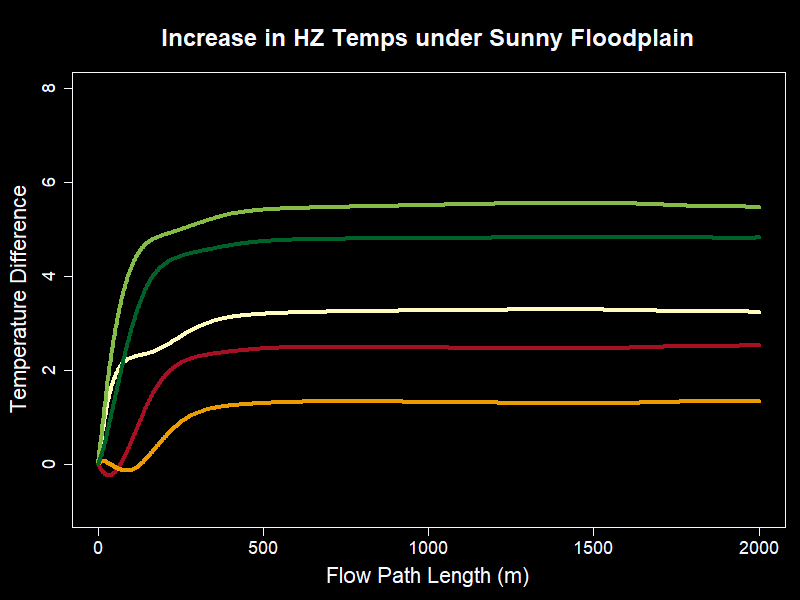 Increase in HZ Temps under Sunny Floodplain
Temperature Difference
8
6
4
2
0
0 500 1000 1500 2000
Flow Path Length (m)